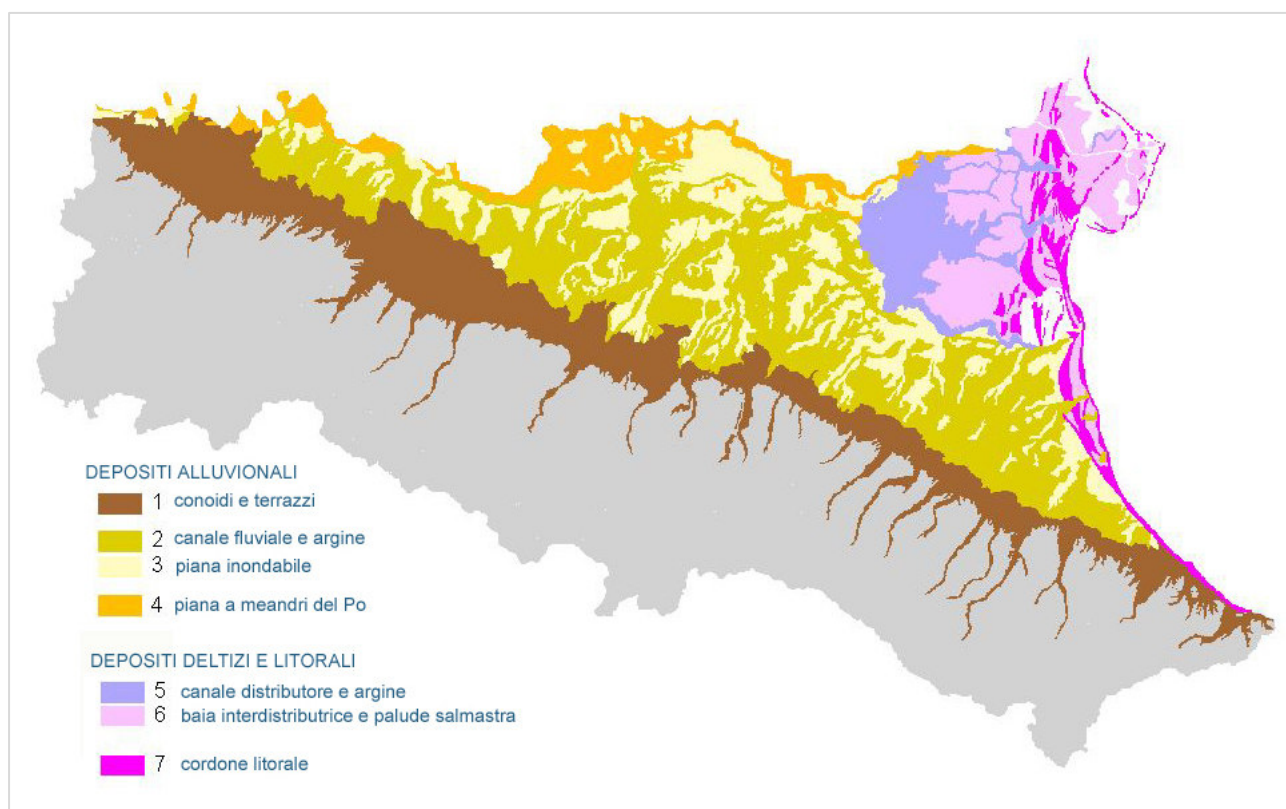 DEPOSITI ALLUVIONALI
1 conoidi e terrazzi
2 canale fluviale e argine
3 piana inondabile
4 piana a meandri del Po
DEPOSITI DELTIZI E LITORALI
5 canale distributore e argine
6 baia interdistributrice e palude salmastra
7 cordone litorale